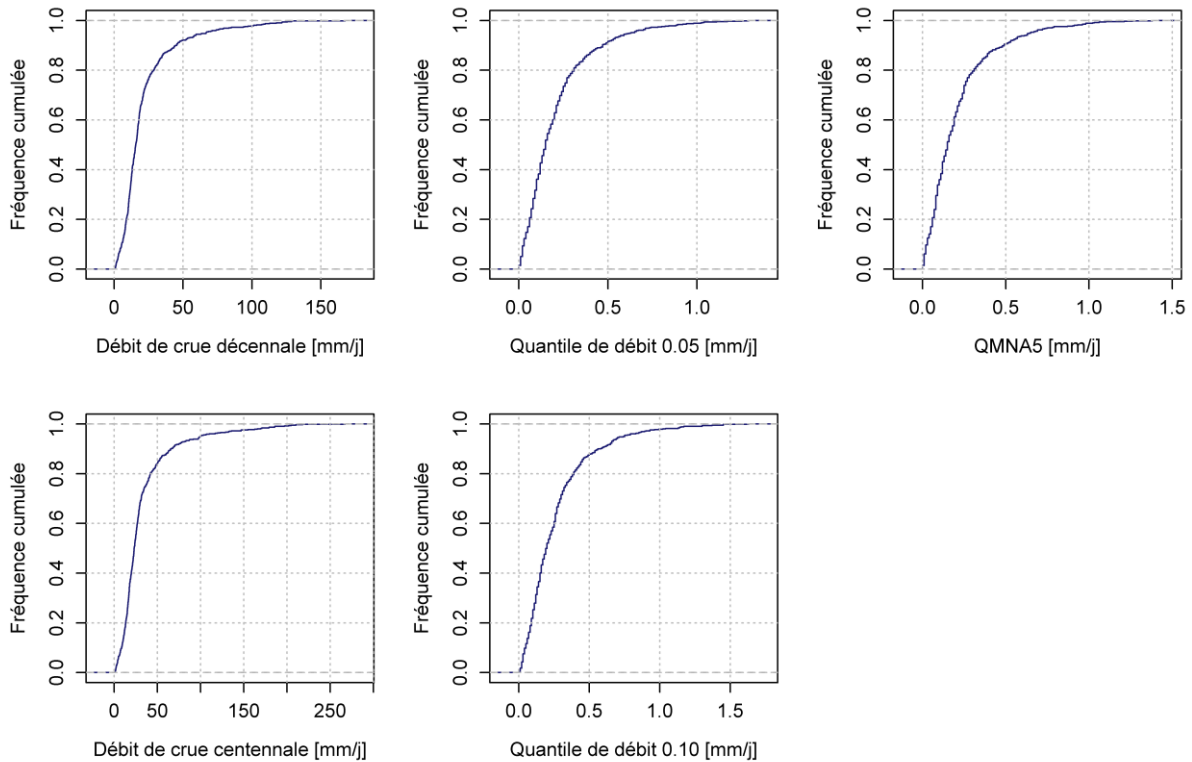 Fréquence cumulée
0.0 0.2 0.4 0.6 0.8 1.0
0 50 100 150
Débit de crue décennale [mm/j]
Fréquence cumulée
0.0 0.2 0.4 0.6 0.8 1.0
0.0 0.5 1.0
Quantile de débit 0.05 [mm/j]
Fréquence cumulée
0.0 0.2 0.4 0.6 0.8 1.0
0.0 0.5 1.0 1.5
QMNA5 [mm/j]
Fréquence cumulée
0.0 0.2 0.4 0.6 0.8 1.0
0 50 150 250
Débit de crue centennale [mm/j]
Fréquence cumulée
0.0 0.2 0.4 0.6 0.8 1.0
0.0 0.5 1.0 1.5
Quantile de débit 0.10 [mm/j]